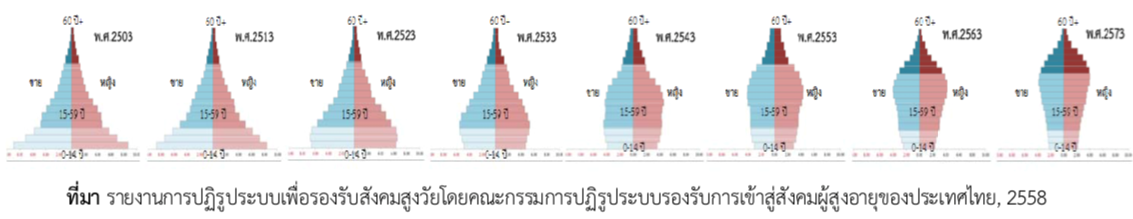 60 ปี+ 60 ปี+ 60 ปี+ 60 ปี+ 60 ปี+ 60 ปี+ 60 ปี+ 60 ปี+
พ.ศ.2503 พ.ศ.2513 พ.ศ.2523 พ.ศ.2533 พ.ศ.2543 พ.ศ.2553 พ.ศ.2563 พ.ศ.2573
ชาย หญิง ชาย หญิง ชาย หญิง ชาย หญิง ชาย หญิง ชาย หญิง ชาย หญิง ชาย หญิง
15-59 ปี 15-59 ปี 15-59 ปี 15-59 ปี 15-59 ปี 15-59 ปี 15-59 ปี 15-59 ปี
0-14 ปี 0-14 ปี 0-14 ปี 0-14 ปี 0-14 ปี 0-14 ปี 0-14 ปี 0-14 ปี
ที่มา รายงานการปฏิรูประบบเพื่อรองรับสังคมสูงวัยโดยคณะกรรมการปฏิรูประบบรองรับการเข้าสู่สังคมผู้สูงอายุของประเทศไทย, 2558